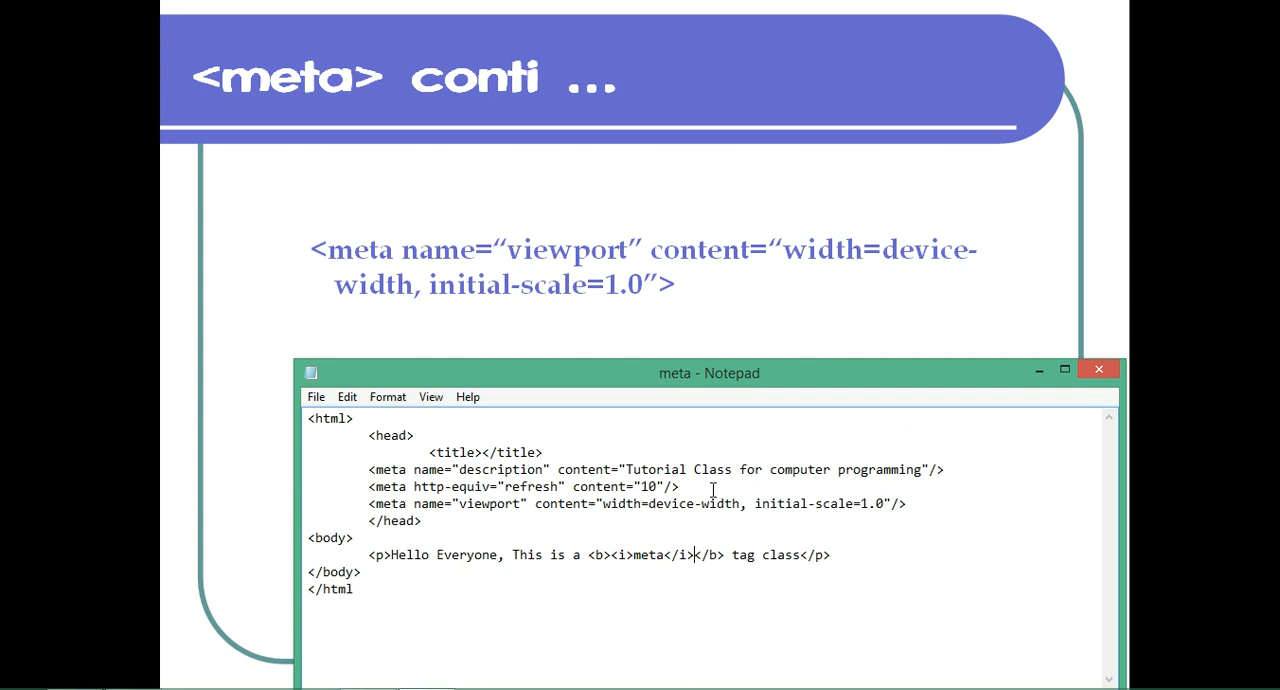 <meta> conti ...
<meta name=“viewport” content=“width=device-
width, initial-scale=1.0”>
meta - Notepad
File Edit Format View Help
<html>
<head>
<title></title>
<meta name="description" content="Tutorial Class for computer programming"/>
<meta http-equiv="refresh" content="10"/>
<meta name="viewport" content="width=device-width, initial-scale=1.0"/>
</head>
<body>
<p>Hello Everyone, This is a <b><i>meta</i></b> tag class</p>
</body>
</html